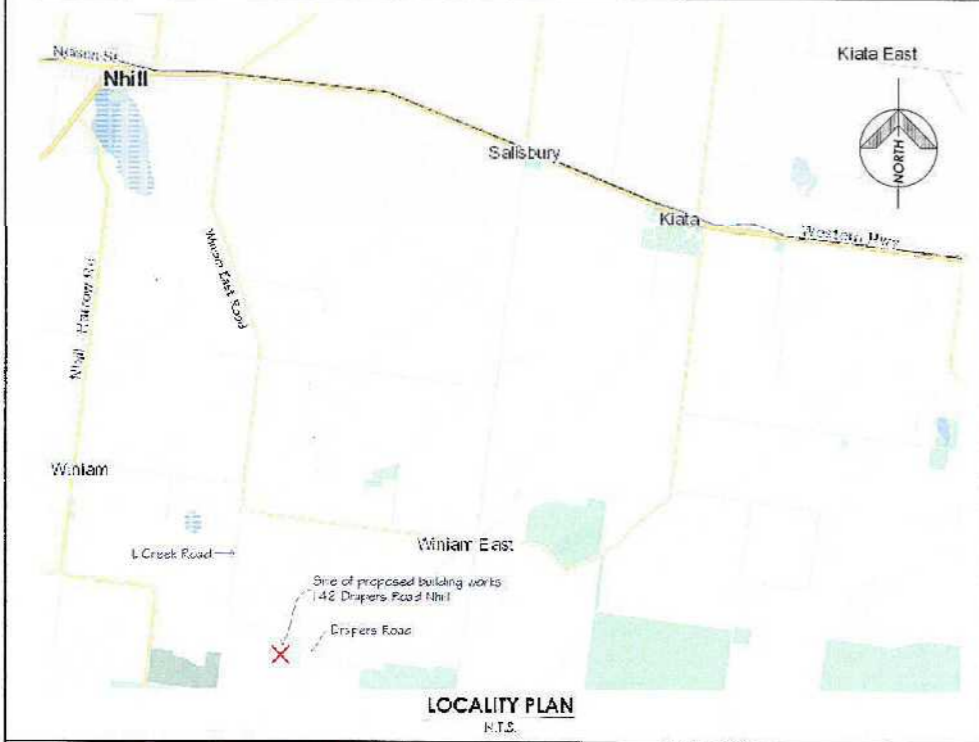 Nelson St
Nhill
Kiata East
NORTH
Salisbury
Kiata
Western Hwy
Winiam East Road
Nhill - Harrow Rd
Winiam
L Creek Road
Winiam East
Site of proposed building works
142 Drapers Road Nhill
Drapers Road
LOCALITY PLAN
N.T.S.